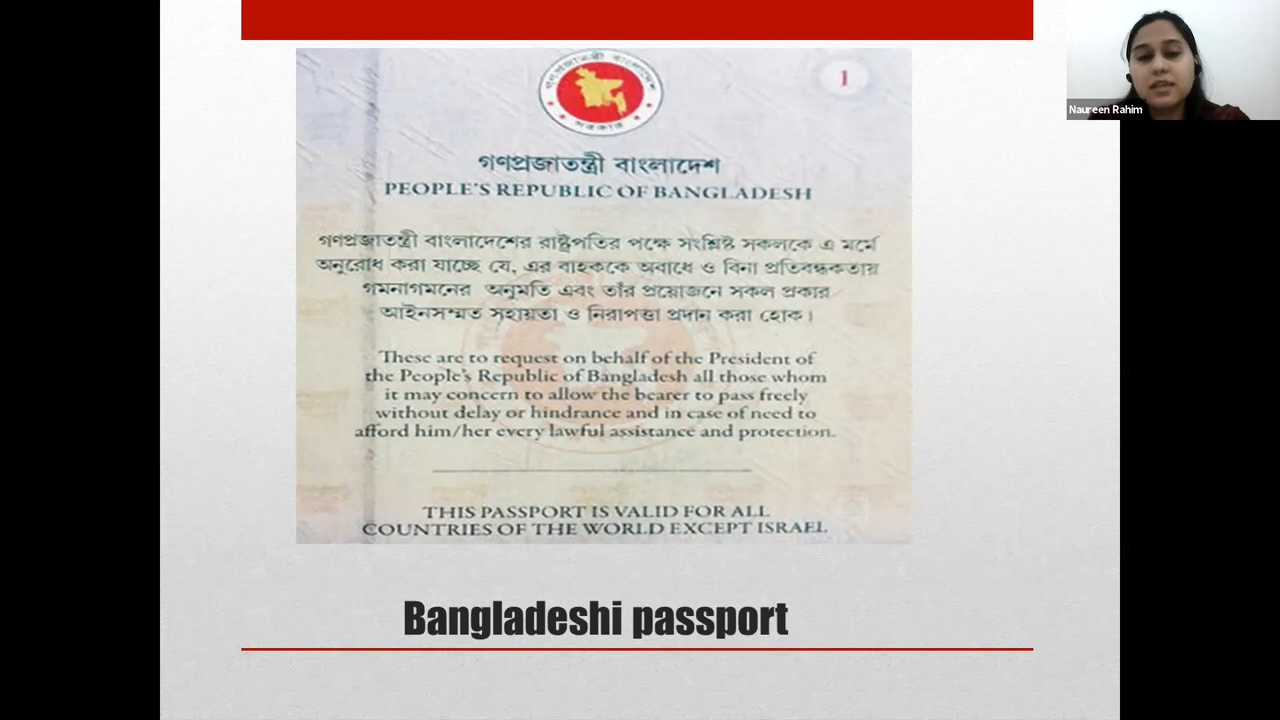 গণপ্রজাতন্ত্রী বাংলাদেশ
সরকার
1
গণপ্রজাতন্ত্রী বাংলাদেশ
PEOPLE'S REPUBLIC OF BANGLADESH
গণপ্রজাতন্ত্রী বাংলাদেশের রাষ্ট্রপতির পক্ষে সংশ্লিষ্ট সকলকে এ মর্মে
অনুরোধ করা যাচ্ছে যে, এর বাহককে অবাধে ও বিনা প্রতিবন্ধকতায়
গমনাগমনের অনুমতি এবং তাঁর প্রয়োজনে সকল প্রকার
আইনসম্মত সহায়তা ও নিরাপত্তা প্রদান করা হোক।
These are to request on behalf of the President of
the People's Republic of Bangladesh all those whom
it may concern to allow the bearer to pass freely
without delay or hindrance and in case of need to
afford him/her every lawful assistance and protection.
THIS PASSPORT IS VALID FOR ALL
COUNTRIES OF THE WORLD EXCEPT ISRAEL
Bangladeshi passport
Naureen Rahim